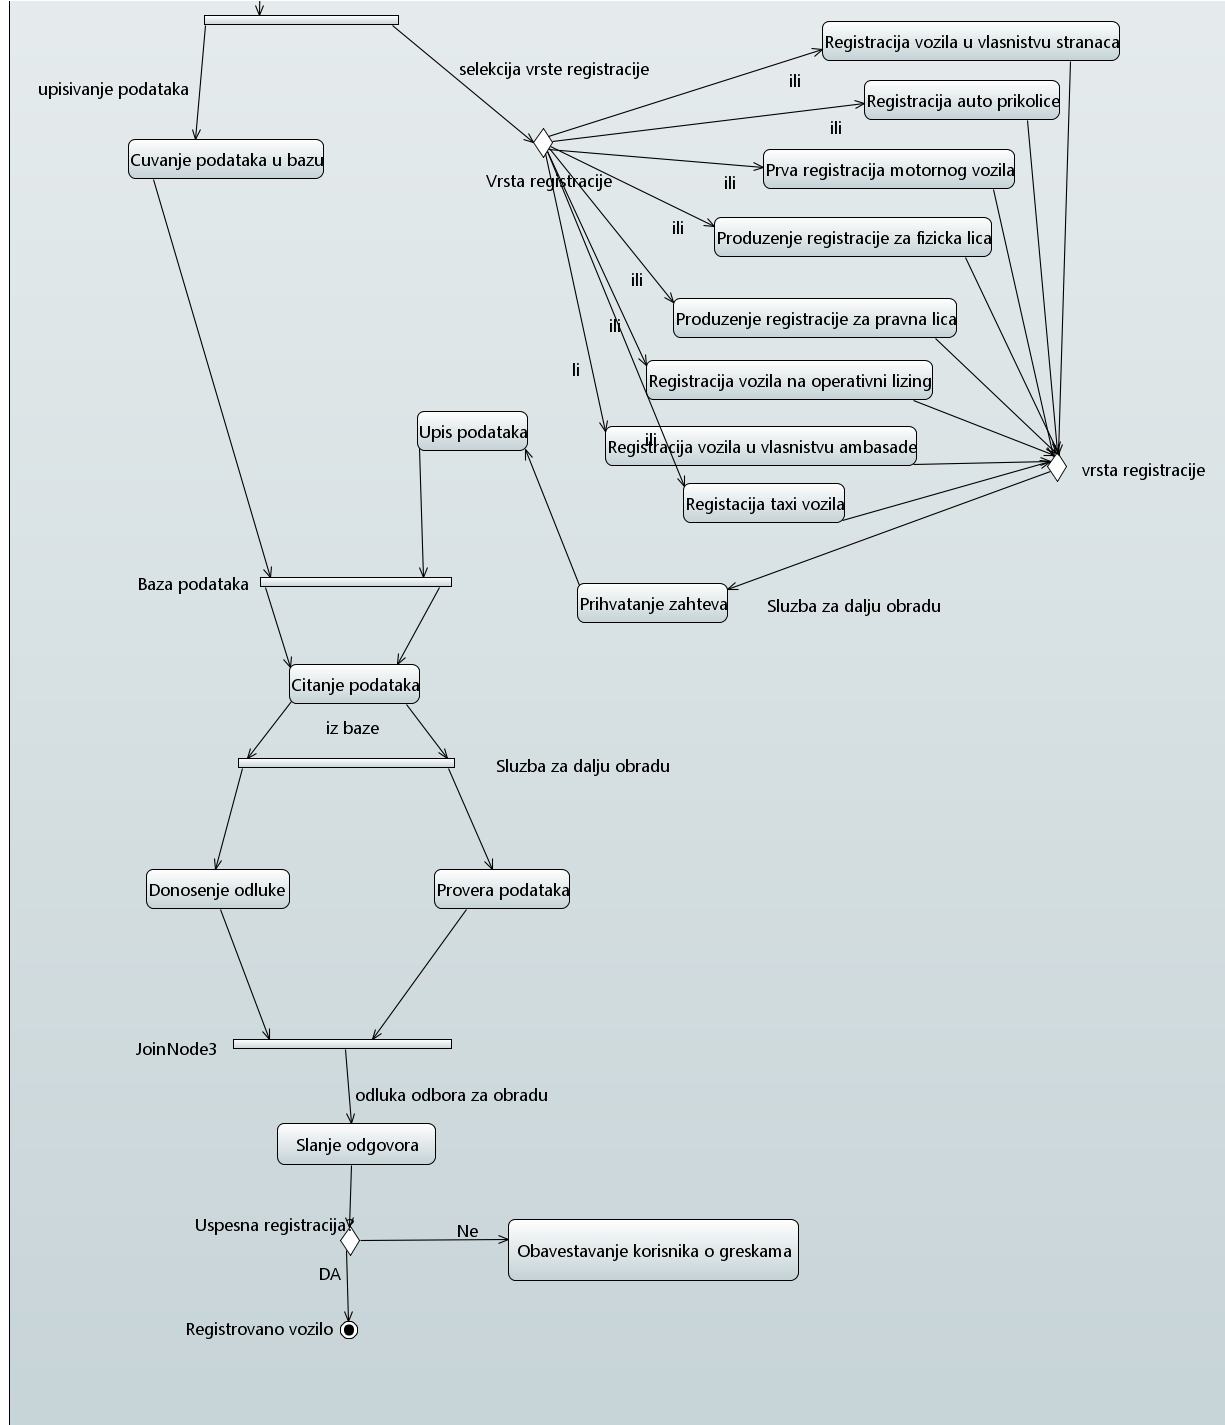 Registracija vozila u vlasnistvu stranaca
selekcija vrste registracije
ili
upisivanje podataka
Registracija auto prikolice
ili
Cuvanje podataka u bazu
Prva registracija motornog vozila
Vrsta registracije
ili
ili
Produzenje registracije za fizicka lica
ili
Produzenje registracije za pravna lica
ili
li
Registracija vozila na operativni lizing
Upis podataka
ili
Registracija vozila u vlasnistvu ambasade
vrsta registracije
Registacija taxi vozila
Baza podataka
Prihvatanje zahteva
Sluzba za dalju obradu
Citanje podataka
iz baze
Sluzba za dalju obradu
Donosenje odluke
Provera podataka
JoinNode3
odluka odbora za obradu
Slanje odgovora
Uspesna registracija?
Ne
Obavestavanje korisnika o greskama
DA
Registrovano vozilo